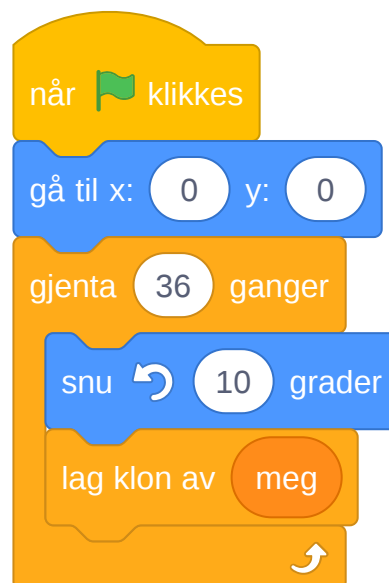 når klikkes
gå til x: 0 y: 0
gjenta 36 ganger
snu 10 grader
lag klon av meg